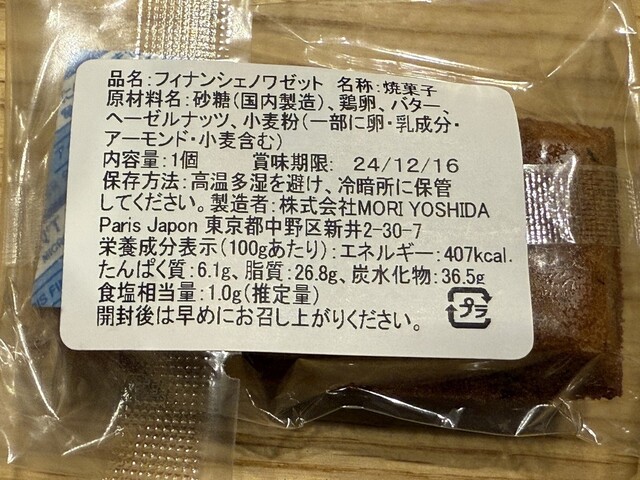 品名:フィナンシェノワゼット 名称:焼菓子
原材料名:砂糖(国内製造)、鶏卵、バター、
ヘーゼルナッツ、小麦粉(一部に卵・乳成分・
アーモンド・小麦含む)
内容量:1個 賞味期限: 24/12/16
保存方法:高温多湿を避け、冷暗所に保管
してください。製造者:株式会社MORI YOSHIDA
Paris Japon 東京都中野区新井2-30-7
栄養成分表示(100gあたり):エネルギー:407kcal.
たんぱく質:6.1g、脂質:26.8g、炭水化物:36.5g
食塩相当量:1.0g(推定量)
開封後は早めにお召し上がりください。
プラ